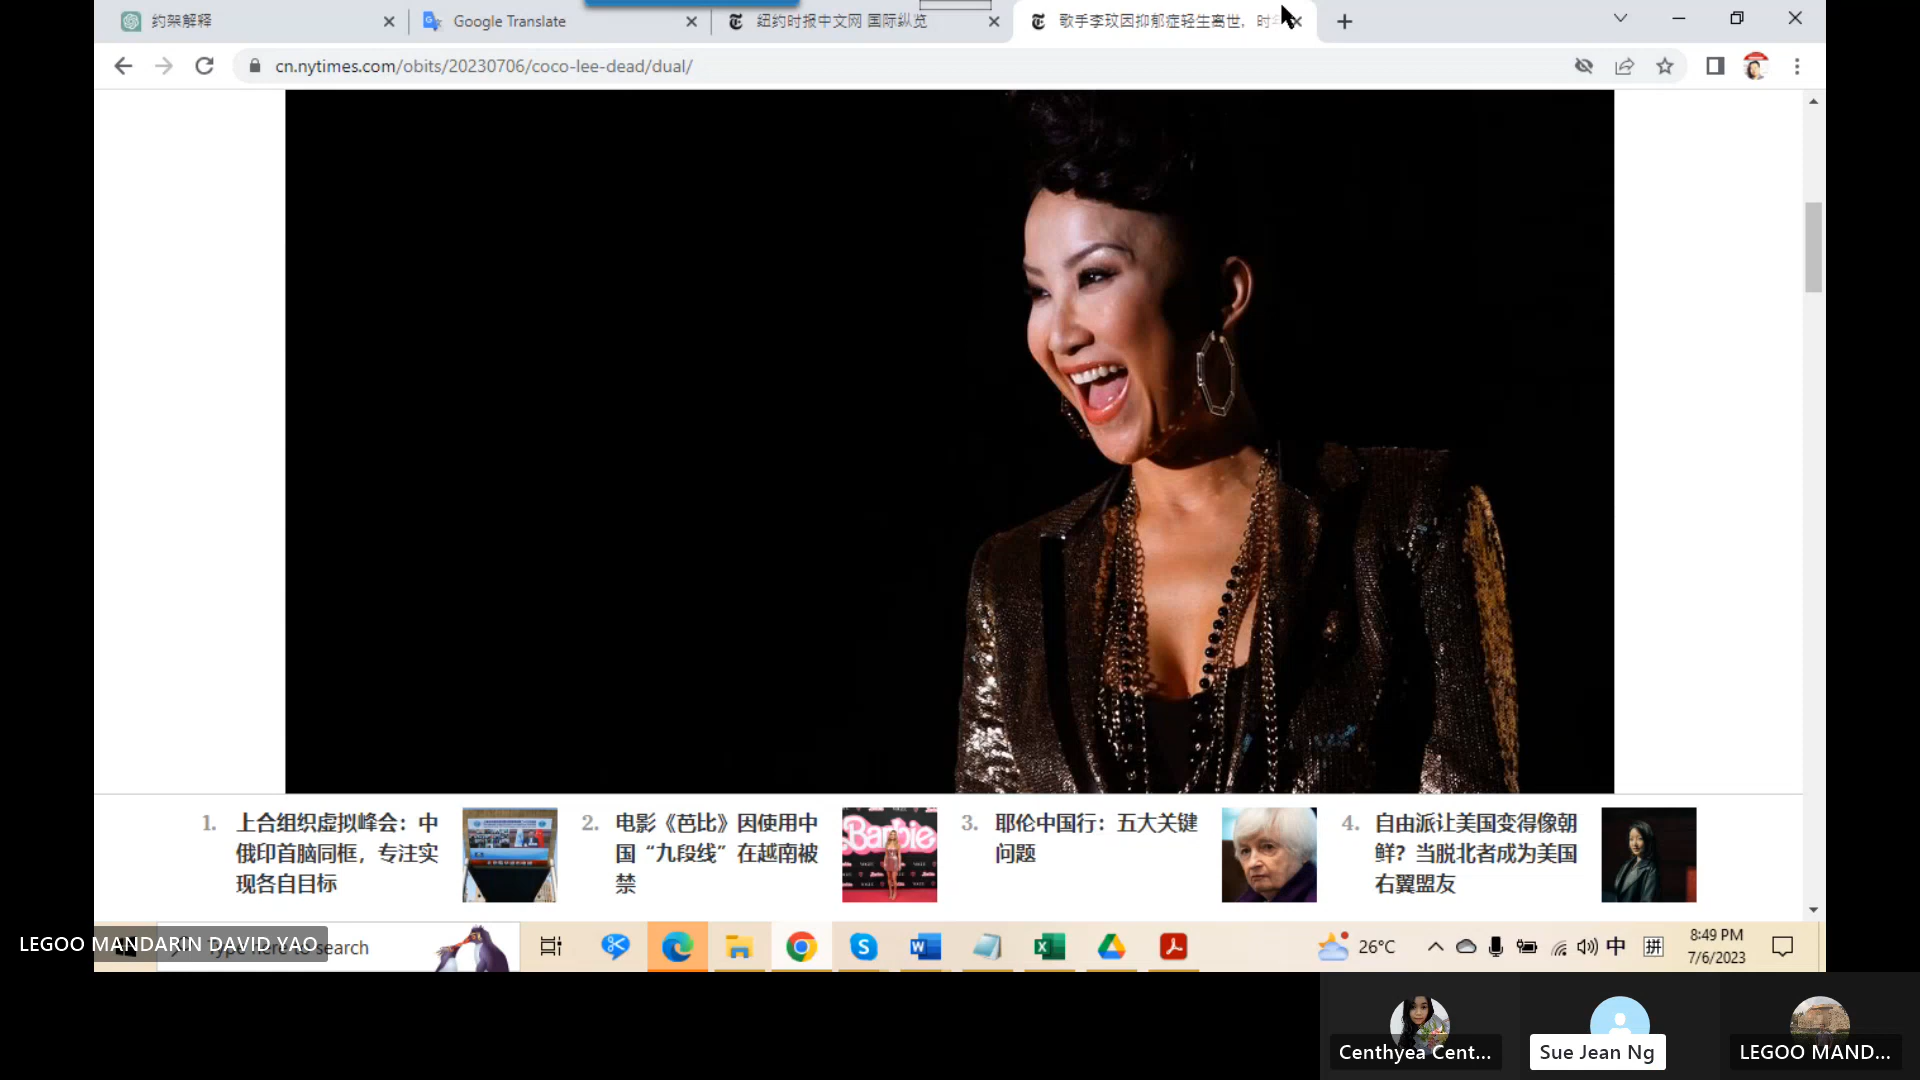 约架解释
Google Translate
纽约时报中文网 国际纵览
歌手李玟因抑郁症轻生离世，时
cn.nytimes.com/obits/20230706/coco-lee-dead/dual/
1. 上合组织虚拟峰会：中
俄印首脑同框，专注实
现各自目标
2. 电影《芭比》因使用中
国“九段线”在越南被
禁
Barbie
3. 耶伦中国行：五大关键
问题
4. 自由派让美国变得像朝
鲜？当脱北者成为美国
右翼盟友
LEGOO MANDARIN DAVID YAO
Type here to search
26°C
中
拼
8:49 PM
7/6/2023
Centhyea Cent...
Sue Jean Ng
LEGOO MAND...